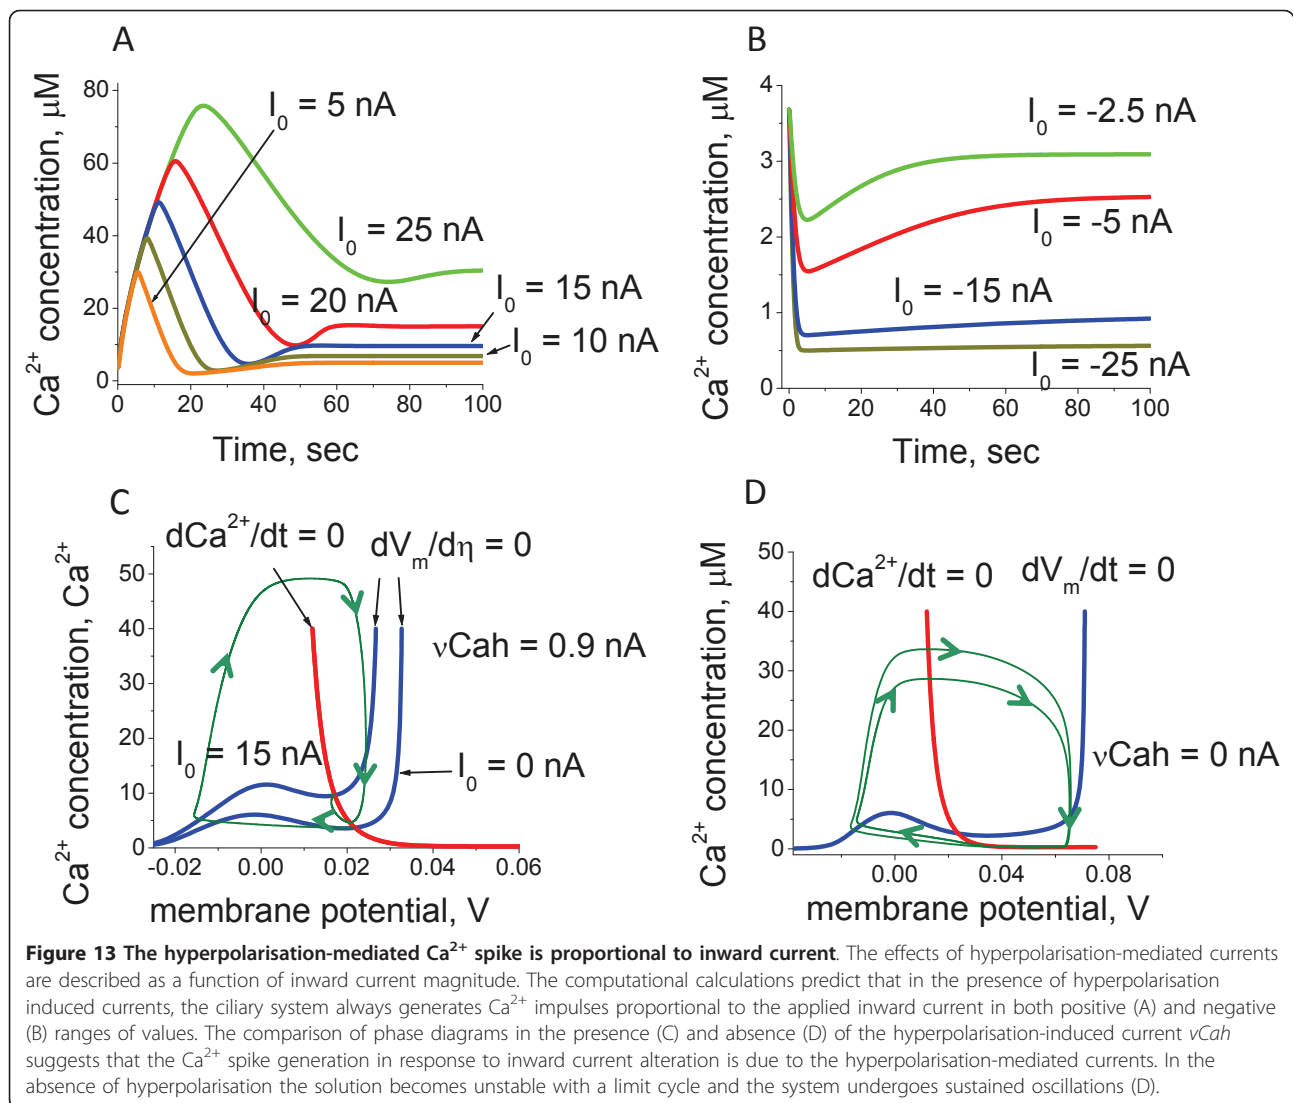 A
Ca²⁺ concentration, μM
80
60
40
20
0
0 20 40 60 80 100
Time, sec
I₀ = 5 nA
I₀ = 25 nA
I₀ = 20 nA
I₀ = 15 nA
I₀ = 10 nA
B
Ca²⁺ concentration, μM
4
3
2
1
0
0 20 40 60 80 100
Time, sec
I₀ = -2.5 nA
I₀ = -5 nA
I₀ = -15 nA
I₀ = -25 nA
C
dCa²⁺/dt = 0
dVₘ/dη = 0
Ca²⁺ concentration, Ca²⁺
50
40
30
20
10
0
-0.02 0.00 0.02 0.04 0.06
membrane potential, V
νCah = 0.9 nA
I₀ = 15 nA
I₀ = 0 nA
D
Ca²⁺ concentration, μM
50
40
30
20
10
0
0.00 0.04 0.08
membrane potential, V
dCa²⁺/dt = 0
dVₘ/dt = 0
νCah = 0 nA
Figure 13 The hyperpolarisation-mediated Ca²⁺ spike is proportional to inward current. The effects of hyperpolarisation-mediated currents
are described as a function of inward current magnitude. The computational calculations predict that in the presence of hyperpolarisation
induced currents, the ciliary system always generates Ca²⁺ impulses proportional to the applied inward current in both positive (A) and negative
(B) ranges of values. The comparison of phase diagrams in the presence (C) and absence (D) of the hyperpolarisation-induced current vCah
suggests that the Ca²⁺ spike generation in response to inward current alteration is due to the hyperpolarisation-mediated currents. In the
absence of hyperpolarisation the solution becomes unstable with a limit cycle and the system undergoes sustained oscillations (D).